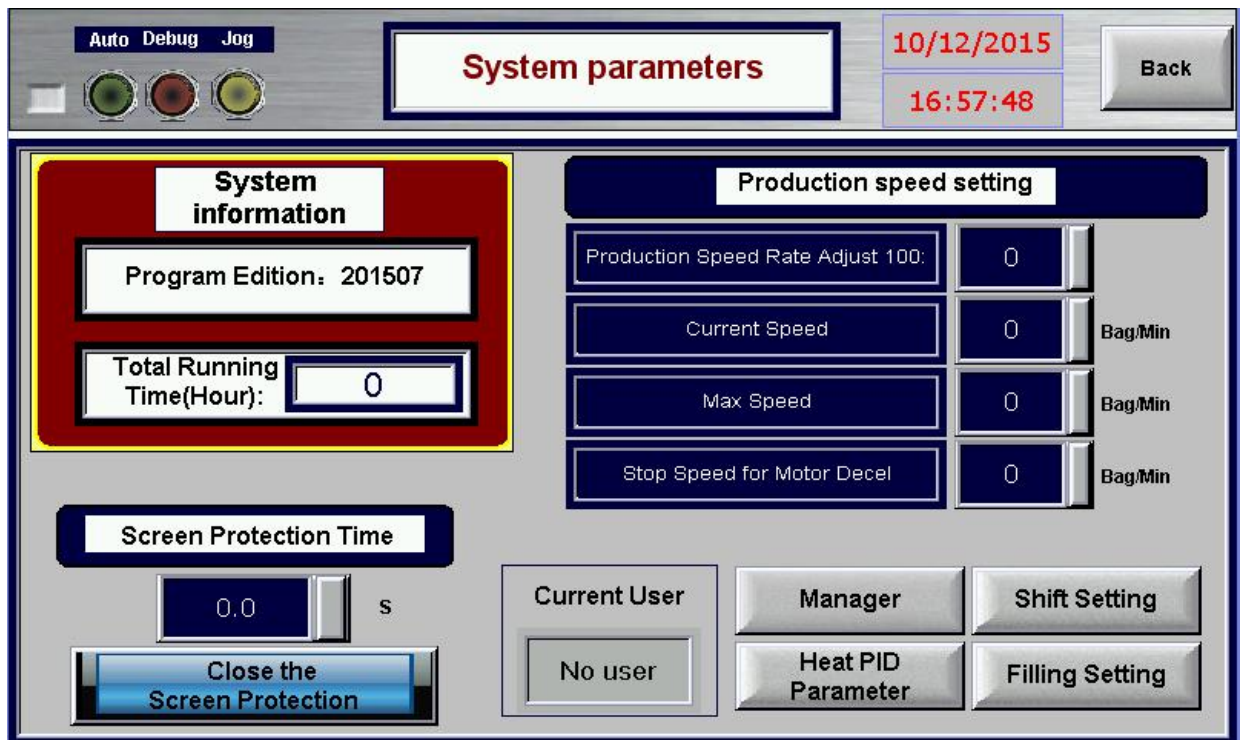 Auto Debug Jog
System parameters
10/12/2015
16:57:48
Back
System
information
Program Edition：201507
Total Running
Time(Hour):
0
Production speed setting
Production Speed Rate Adjust 100:
0
Current Speed
0
Bag/Min
Max Speed
0
Bag/Min
Stop Speed for Motor Decel
0
Bag/Min
Screen Protection Time
0.0
s
Close the
Screen Protection
Current User
No user
Manager
Shift Setting
Heat PID
Parameter
Filling Setting